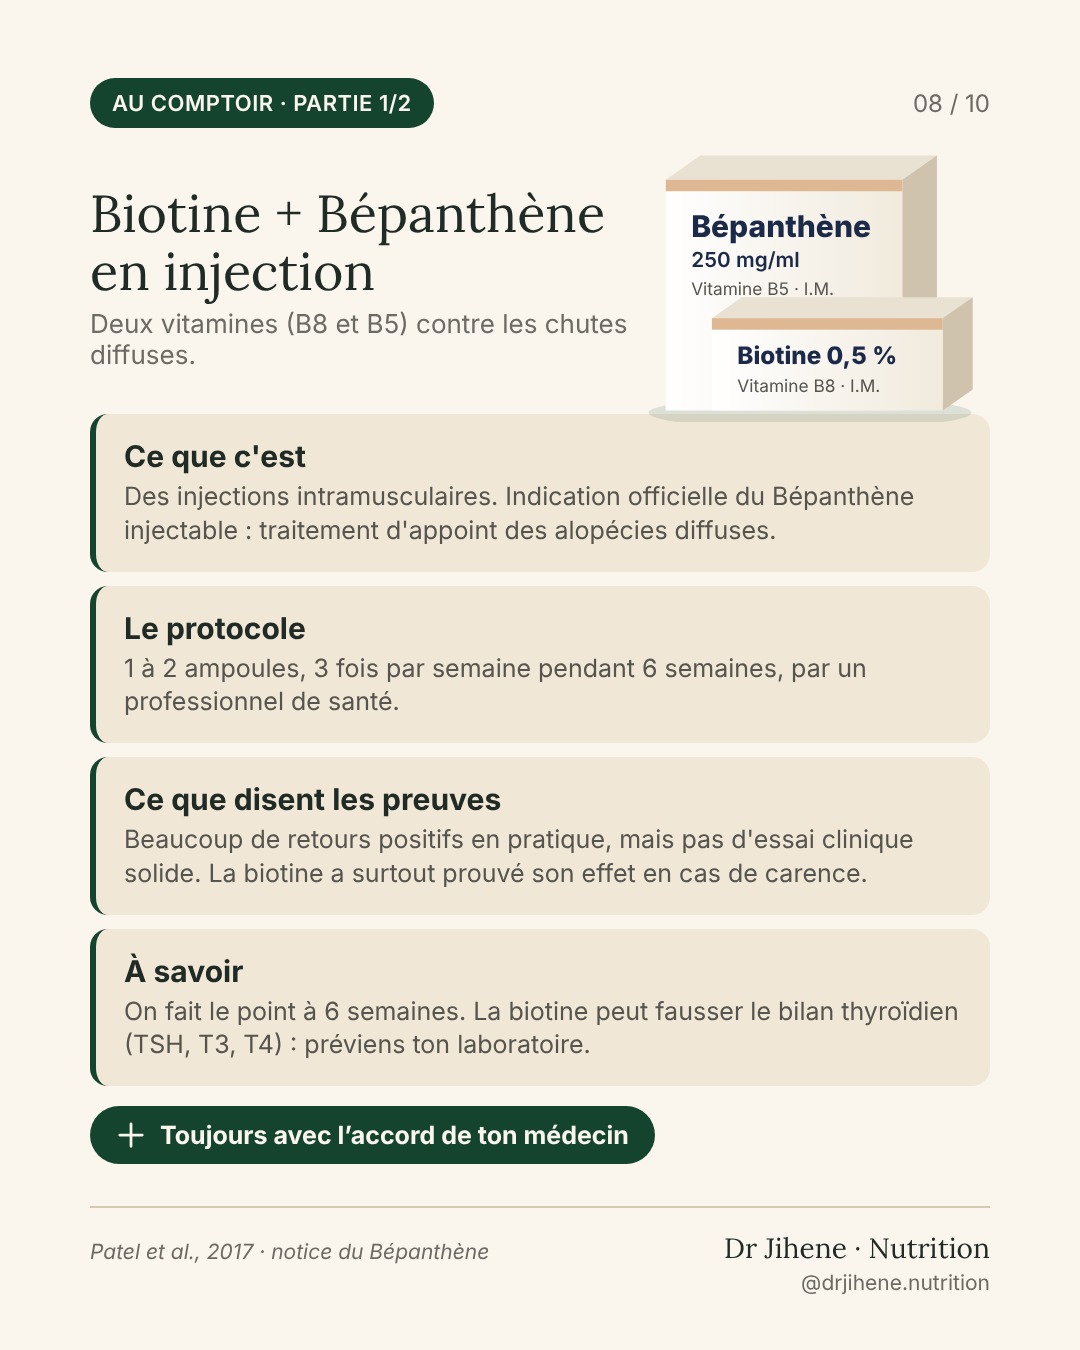 AU COMPTOIR · PARTIE 1/2
08 / 10
Biotine + Bépanthène
en injection
Deux vitamines (B8 et B5) contre les chutes
diffuses.
Bépanthène
250 mg/ml
Vitamine B5 · I.M.
Biotine 0,5 %
Vitamine B8 · I.M.
Ce que c'est
Des injections intramusculaires. Indication officielle du Bépanthène
injectable : traitement d'appoint des alopécies diffuses.
Le protocole
1 à 2 ampoules, 3 fois par semaine pendant 6 semaines, par un
professionnel de santé.
Ce que disent les preuves
Beaucoup de retours positifs en pratique, mais pas d'essai clinique
solide. La biotine a surtout prouvé son effet en cas de carence.
À savoir
On fait le point à 6 semaines. La biotine peut fausser le bilan thyroïdien
(TSH, T3, T4) : préviens ton laboratoire.
Toujours avec l’accord de ton médecin
Patel et al., 2017 · notice du Bépanthène
Dr Jihene · Nutrition
@drjihene.nutrition